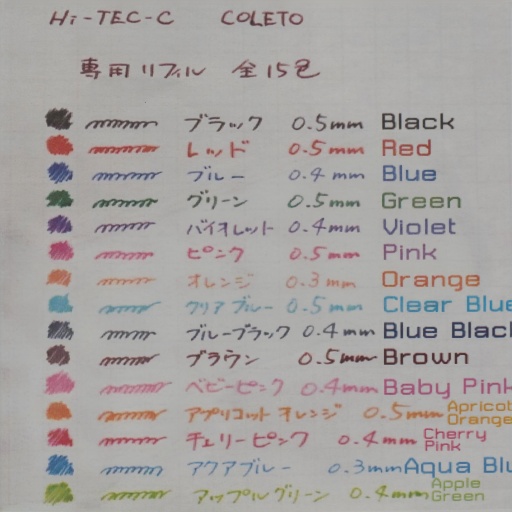 Hi-TEC-C COLETO
専用リフィル 全15色
ブラック 0.5mm Black
レッド 0.5mm Red
ブルー 0.4mm Blue
グリーン 0.5mm Green
バイオレット 0.4mm Violet
ピンク 0.5mm Pink
オレンジ 0.3mm Orange
クリアブルー 0.5mm Clear Blue
ブルーブラック 0.4mm Blue Black
ブラウン 0.5mm Brown
ベビーピンク 0.4mm Baby Pink
アプリコットオレンジ 0.5mm Apricot Orange
チェリーピンク 0.4mm Cherry Pink
アクアブルー 0.3mm Aqua Blu
アップルグリーン 0.4mm Apple Green